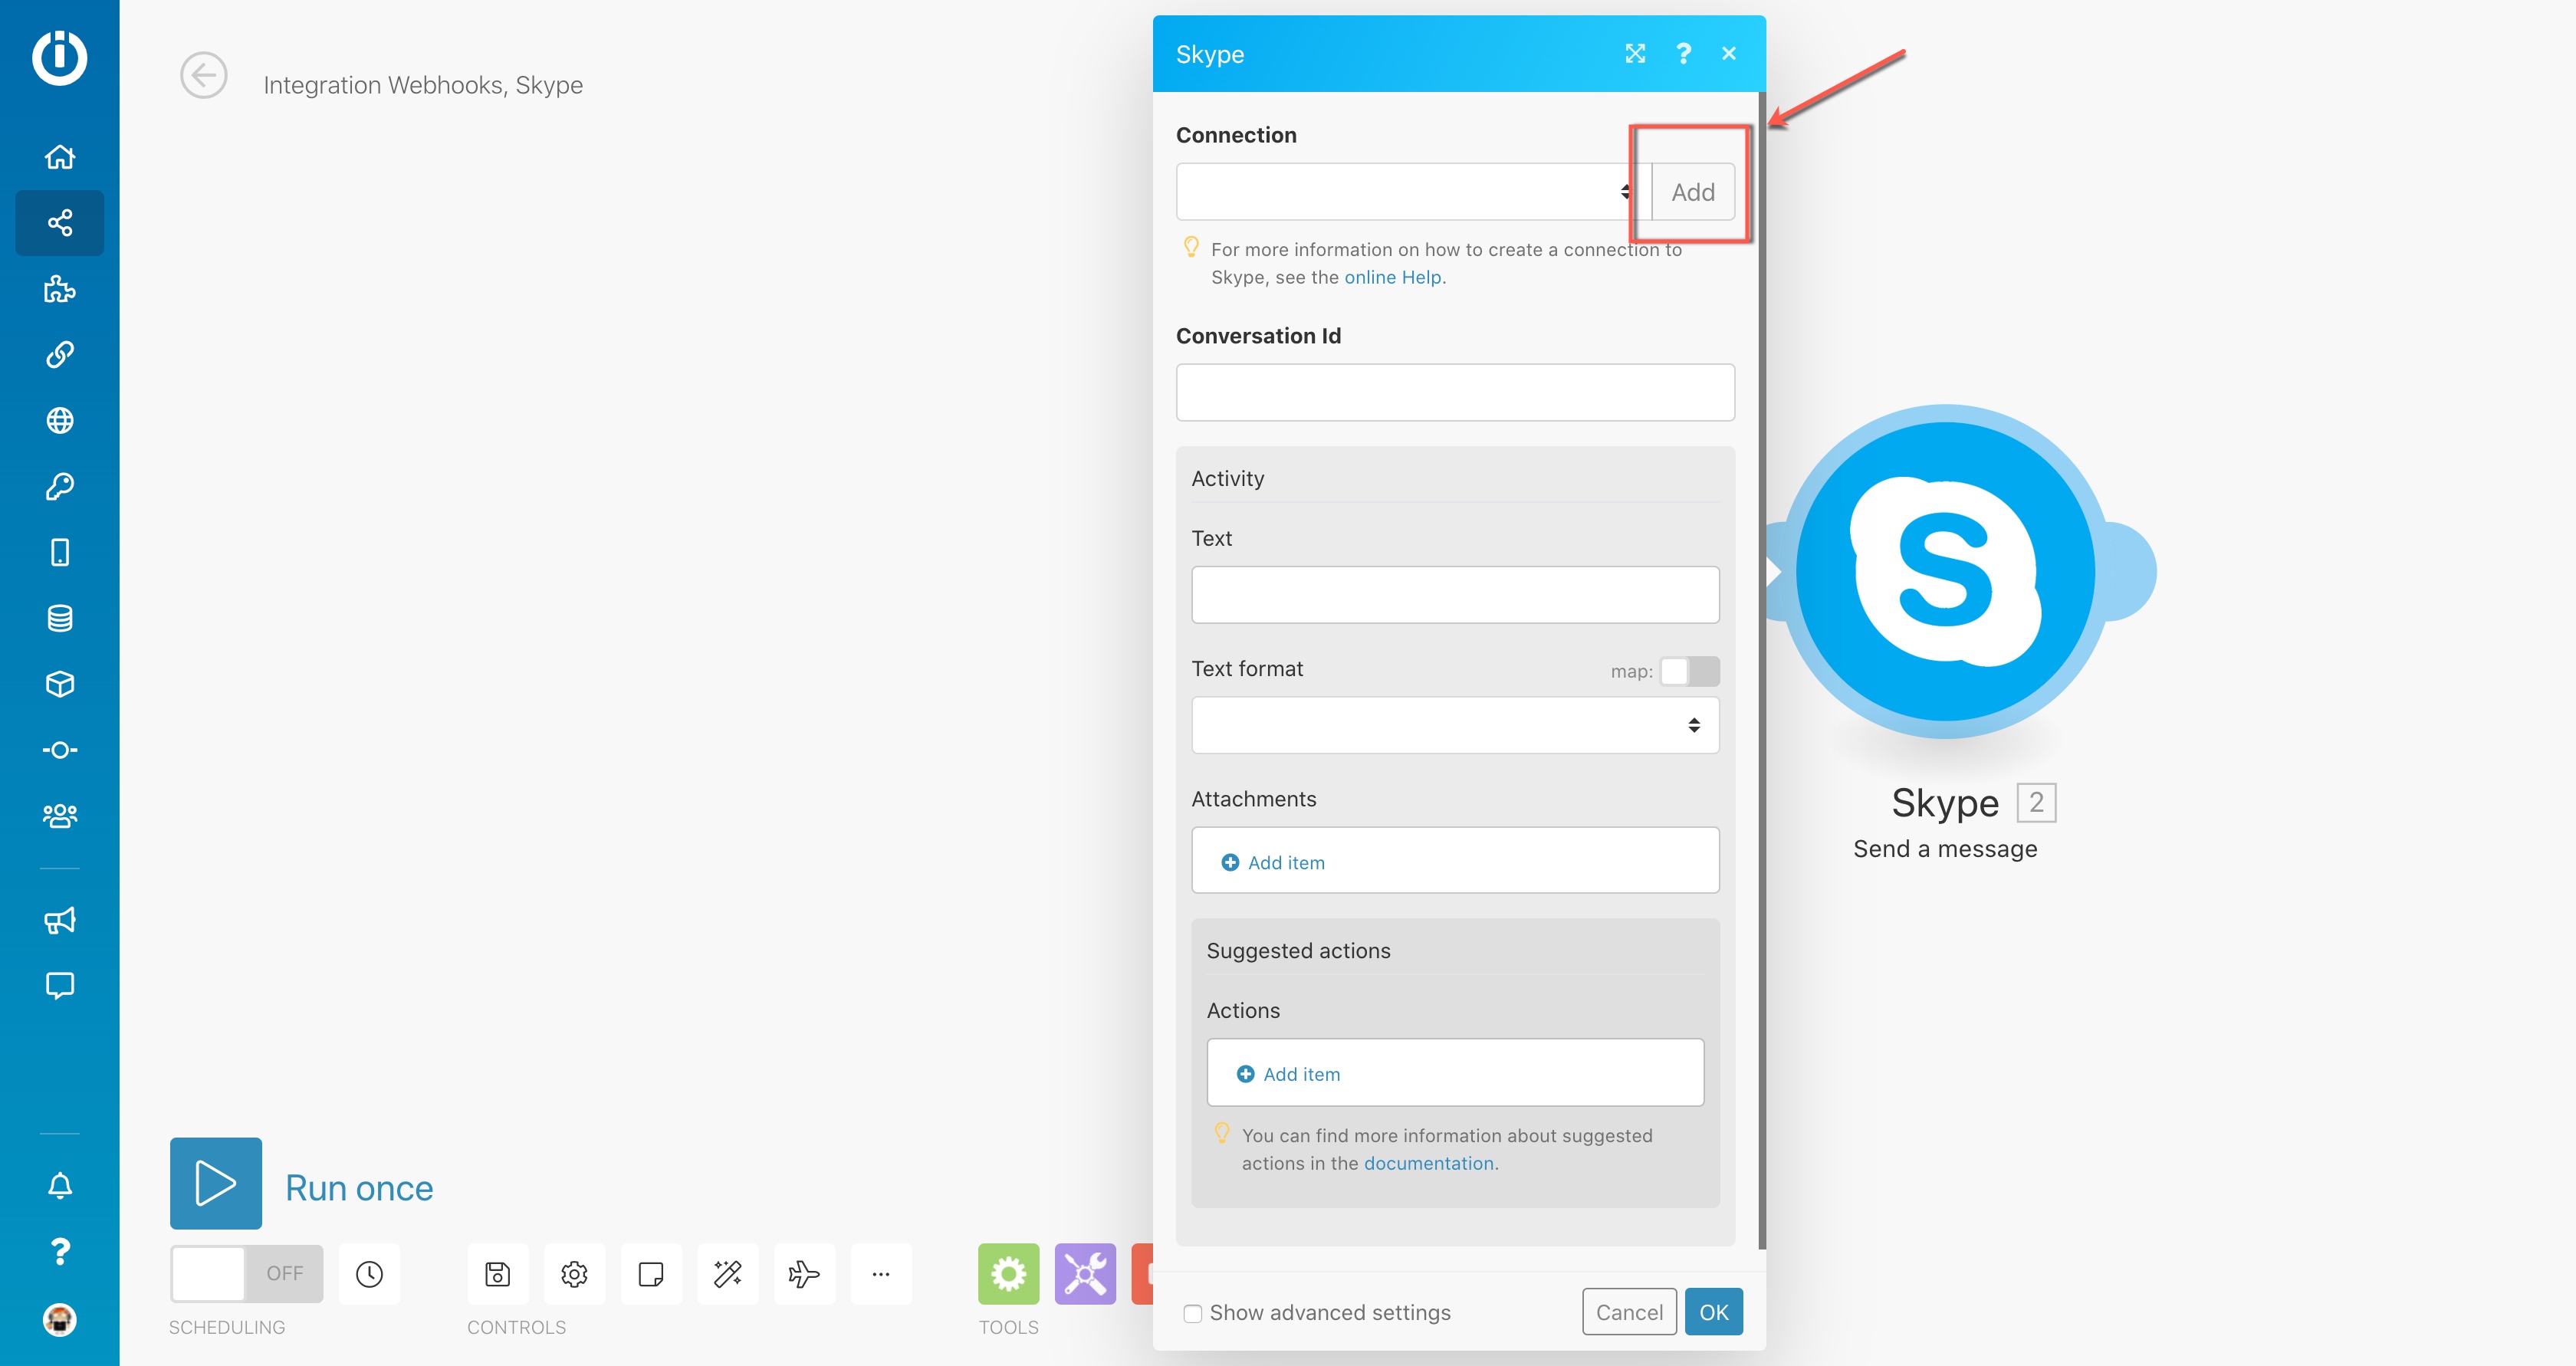 Integration Webhooks, Skype
Skype
?
Connection
Add
For more information on how to create a connection to
Skype, see the online Help.
Conversation Id
Activity
Text
Text format
map:
Attachments
Add item
Suggested actions
Actions
Add item
You can find more information about suggested
actions in the documentation.
Show advanced settings
Cancel
OK
S
Skype 2
Send a message
Run once
OFF
SCHEDULING
CONTROLS
TOOLS
?